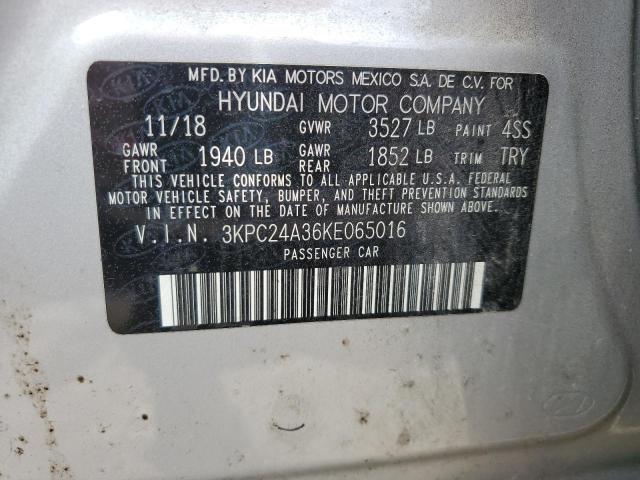 MFD. BY KIA MOTORS MEXICO S.A. DE C.V. FOR
HYUNDAI MOTOR COMPANY
11/18 GVWR 3527 LB PAINT 4SS
GAWR FRONT 1940 LB GAWR REAR 1852 LB TRIM TRY
THIS VEHICLE CONFORMS TO ALL APPLICABLE U.S.A. FEDERAL
MOTOR VEHICLE SAFETY, BUMPER, AND THEFT PREVENTION STANDARDS
IN EFFECT ON THE DATE OF MANUFACTURE SHOWN ABOVE.
V.I.N. 3KPC24A36KE065016
PASSENGER CAR